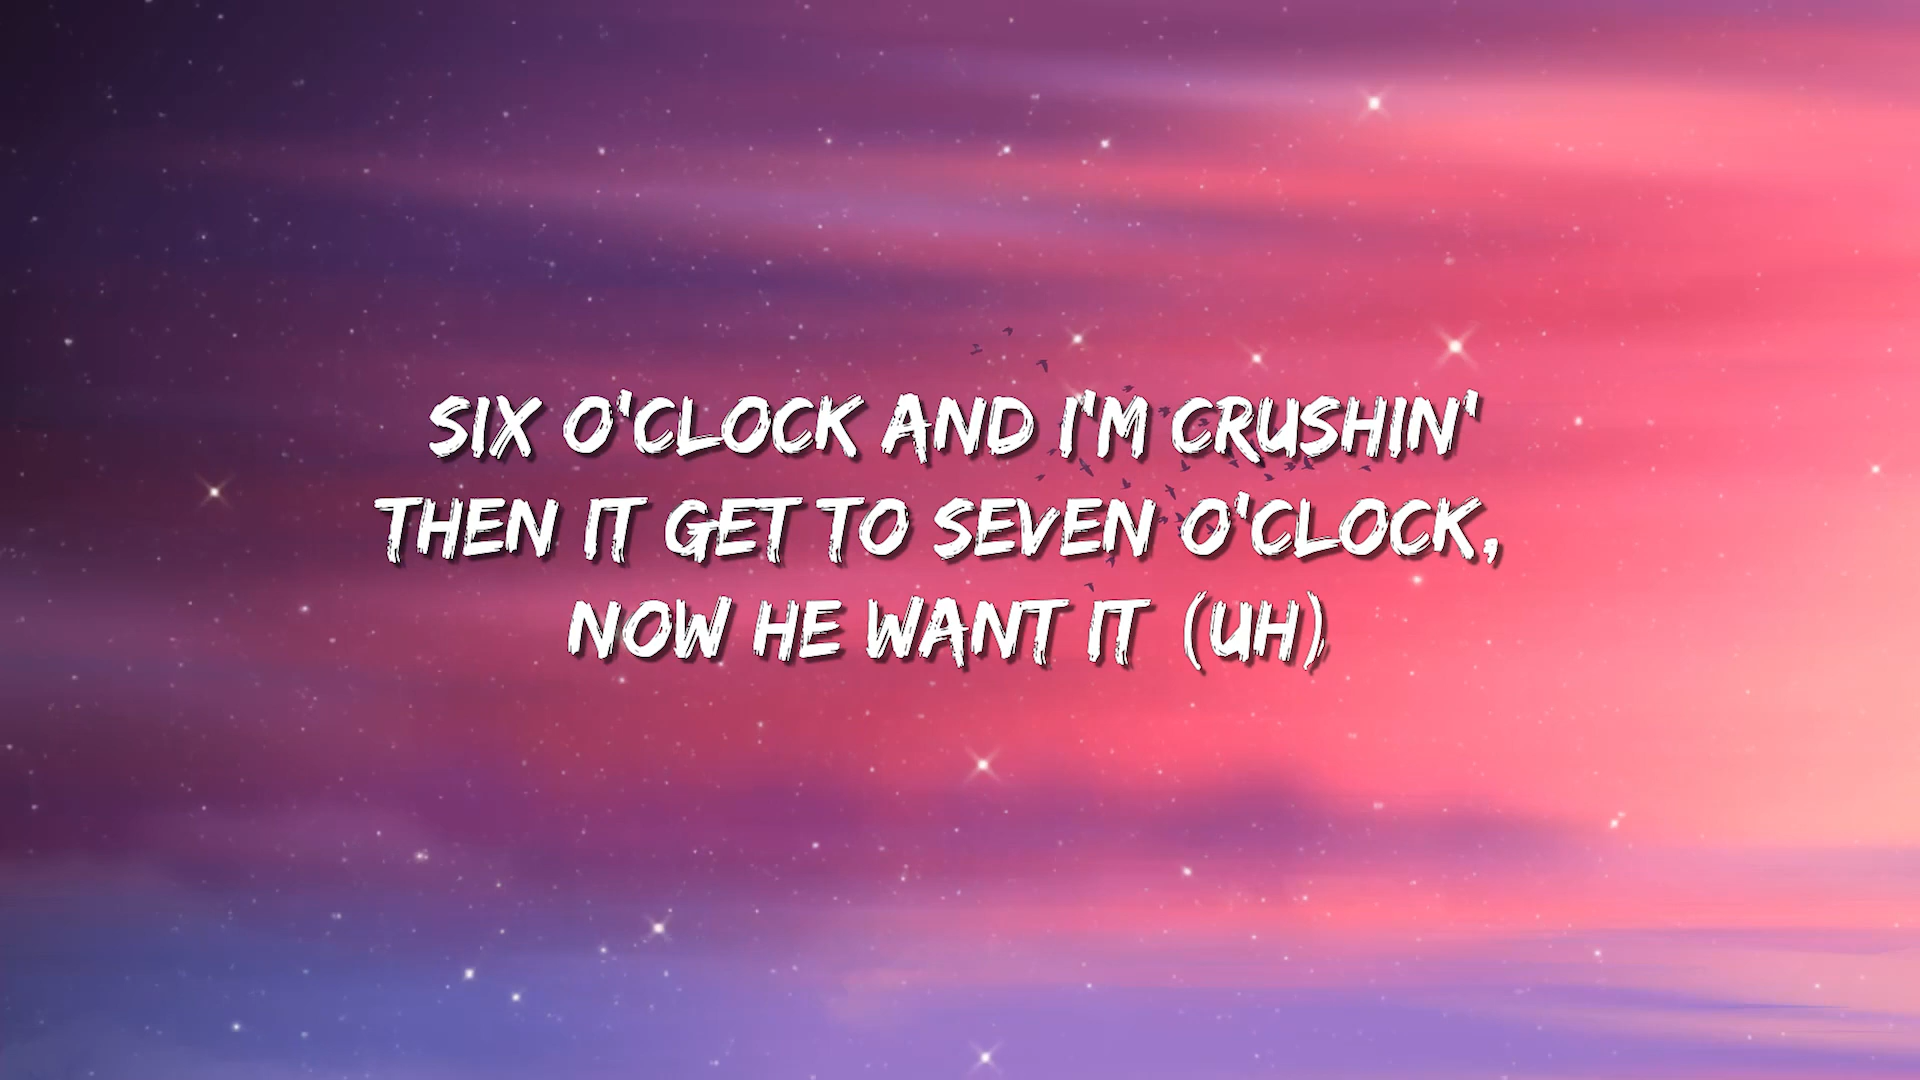 SIX O'CLOCK AND I'M CRUSHIN'
THEN IT GET TO SEVEN O'CLOCK,
NOW HE WANT IT (UH)